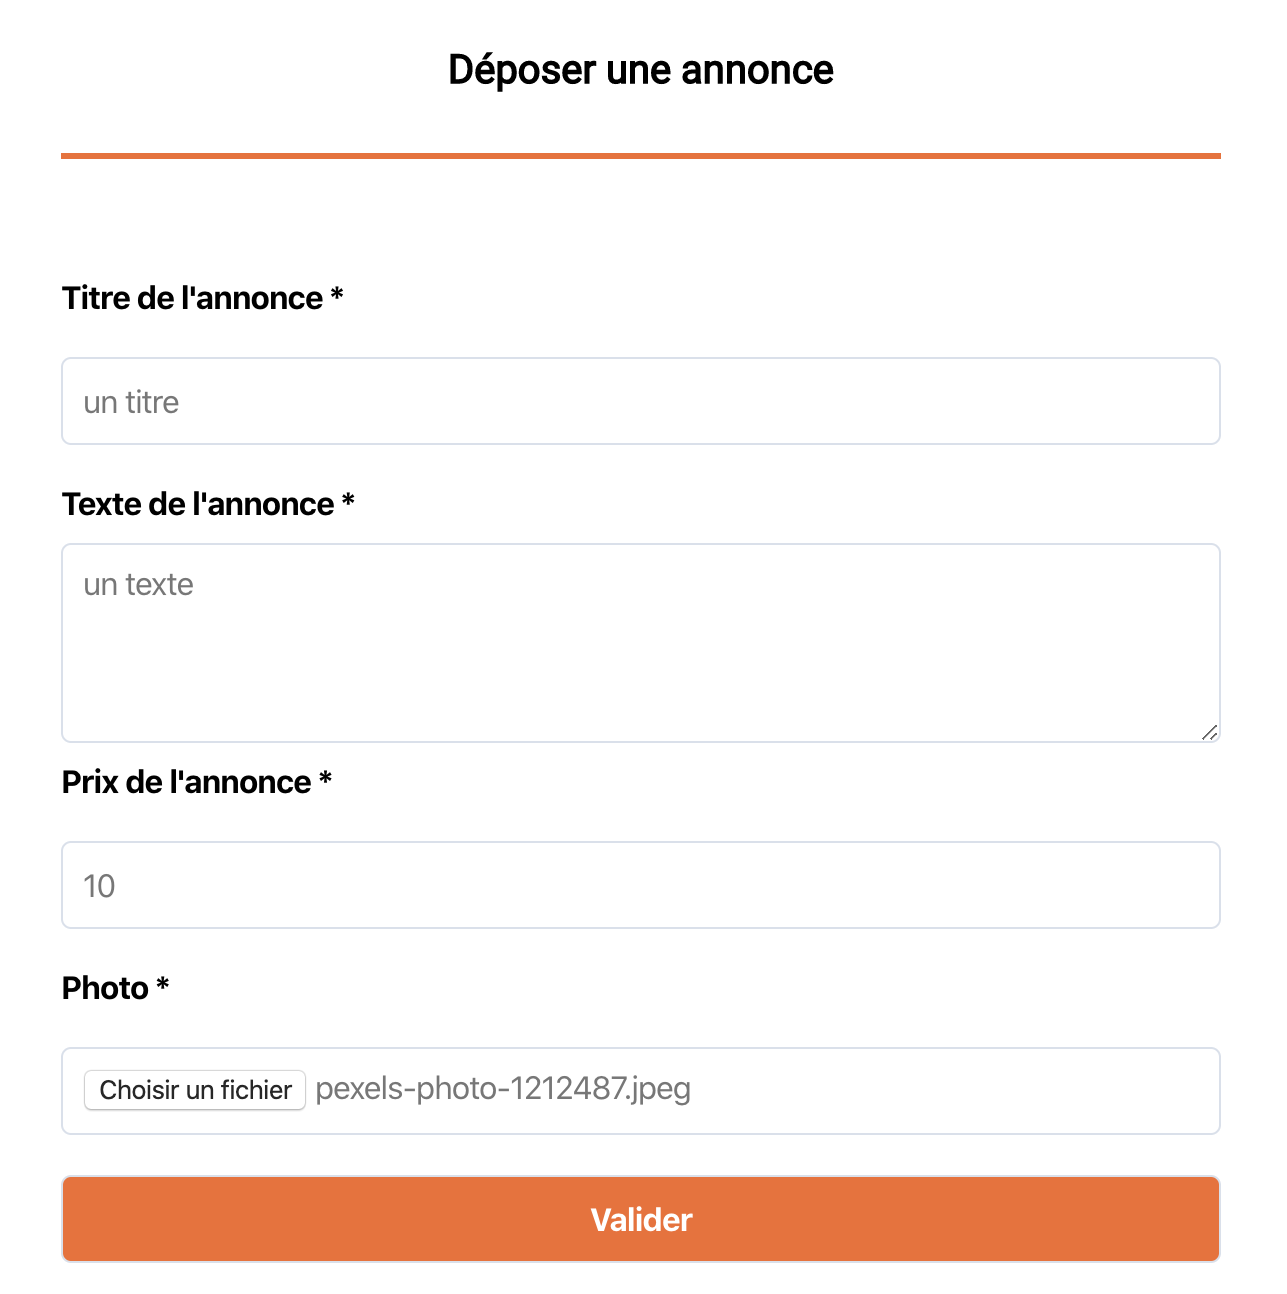 Déposer une annonce
Titre de l'annonce *
un titre
Texte de l'annonce *
un texte
Prix de l'annonce *
10
Photo *
Choisir un fichier pexels-photo-1212487.jpeg
Valider